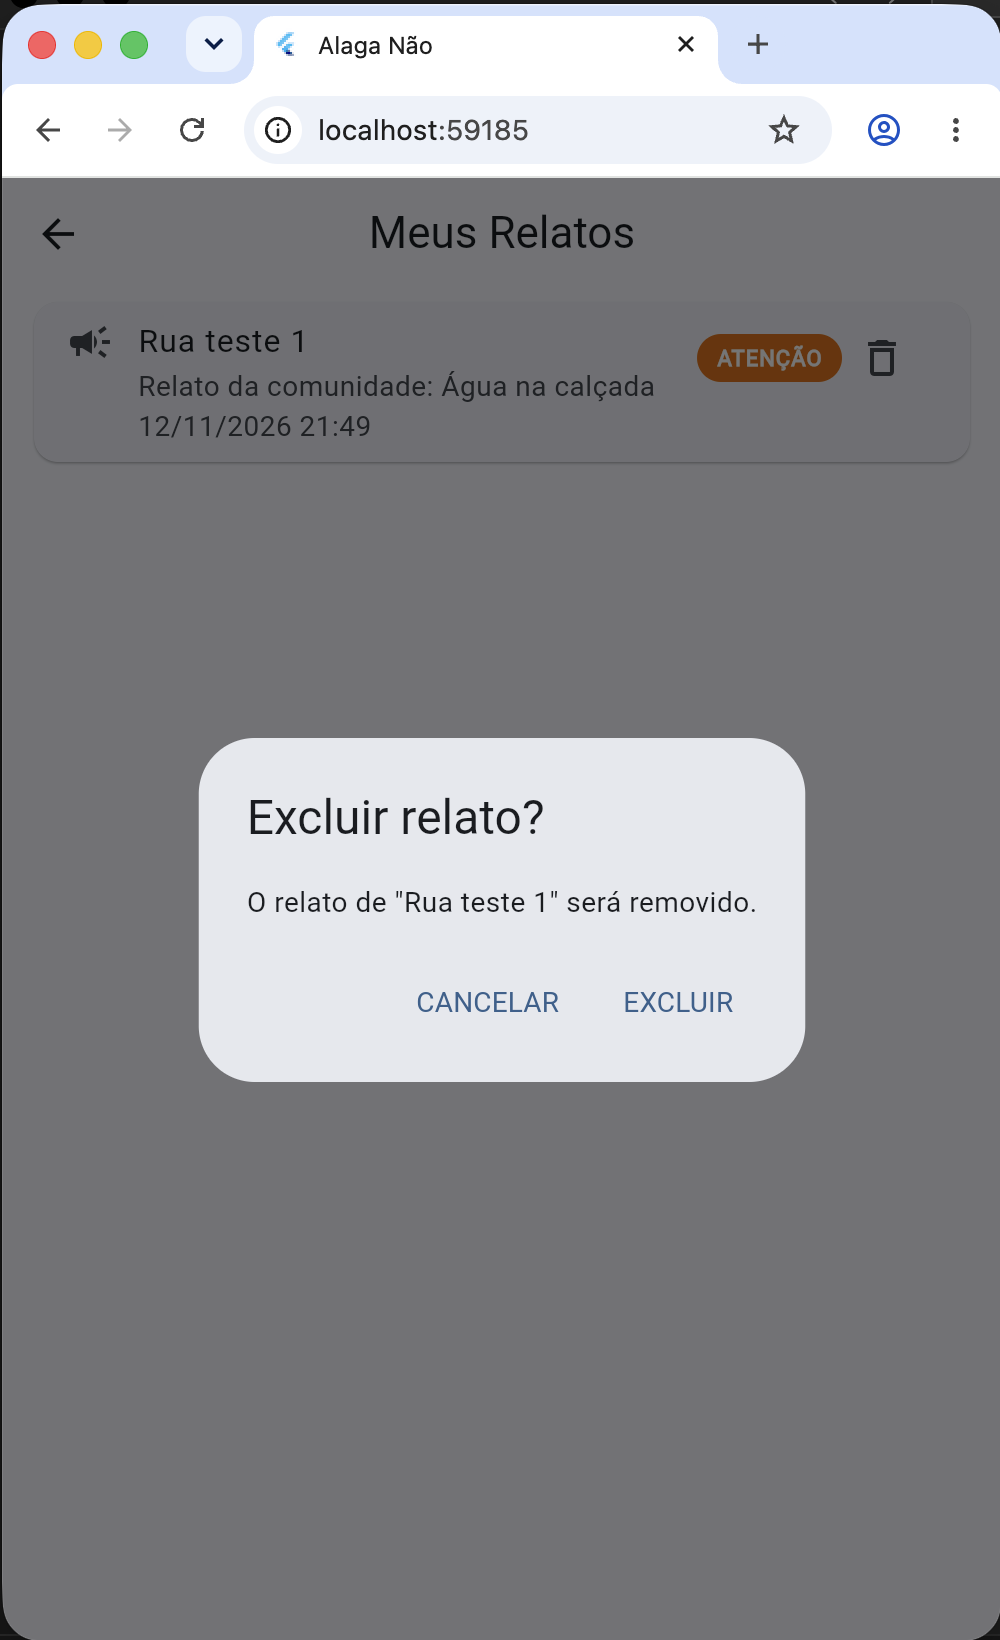 Alaga Não
localhost:59185
Meus Relatos
Rua teste 1
ATENÇÃO
Relato da comunidade: Água na calçada
12/11/2026 21:49
Excluir relato?
O relato de "Rua teste 1" será removido.
CANCELAR EXCLUIR